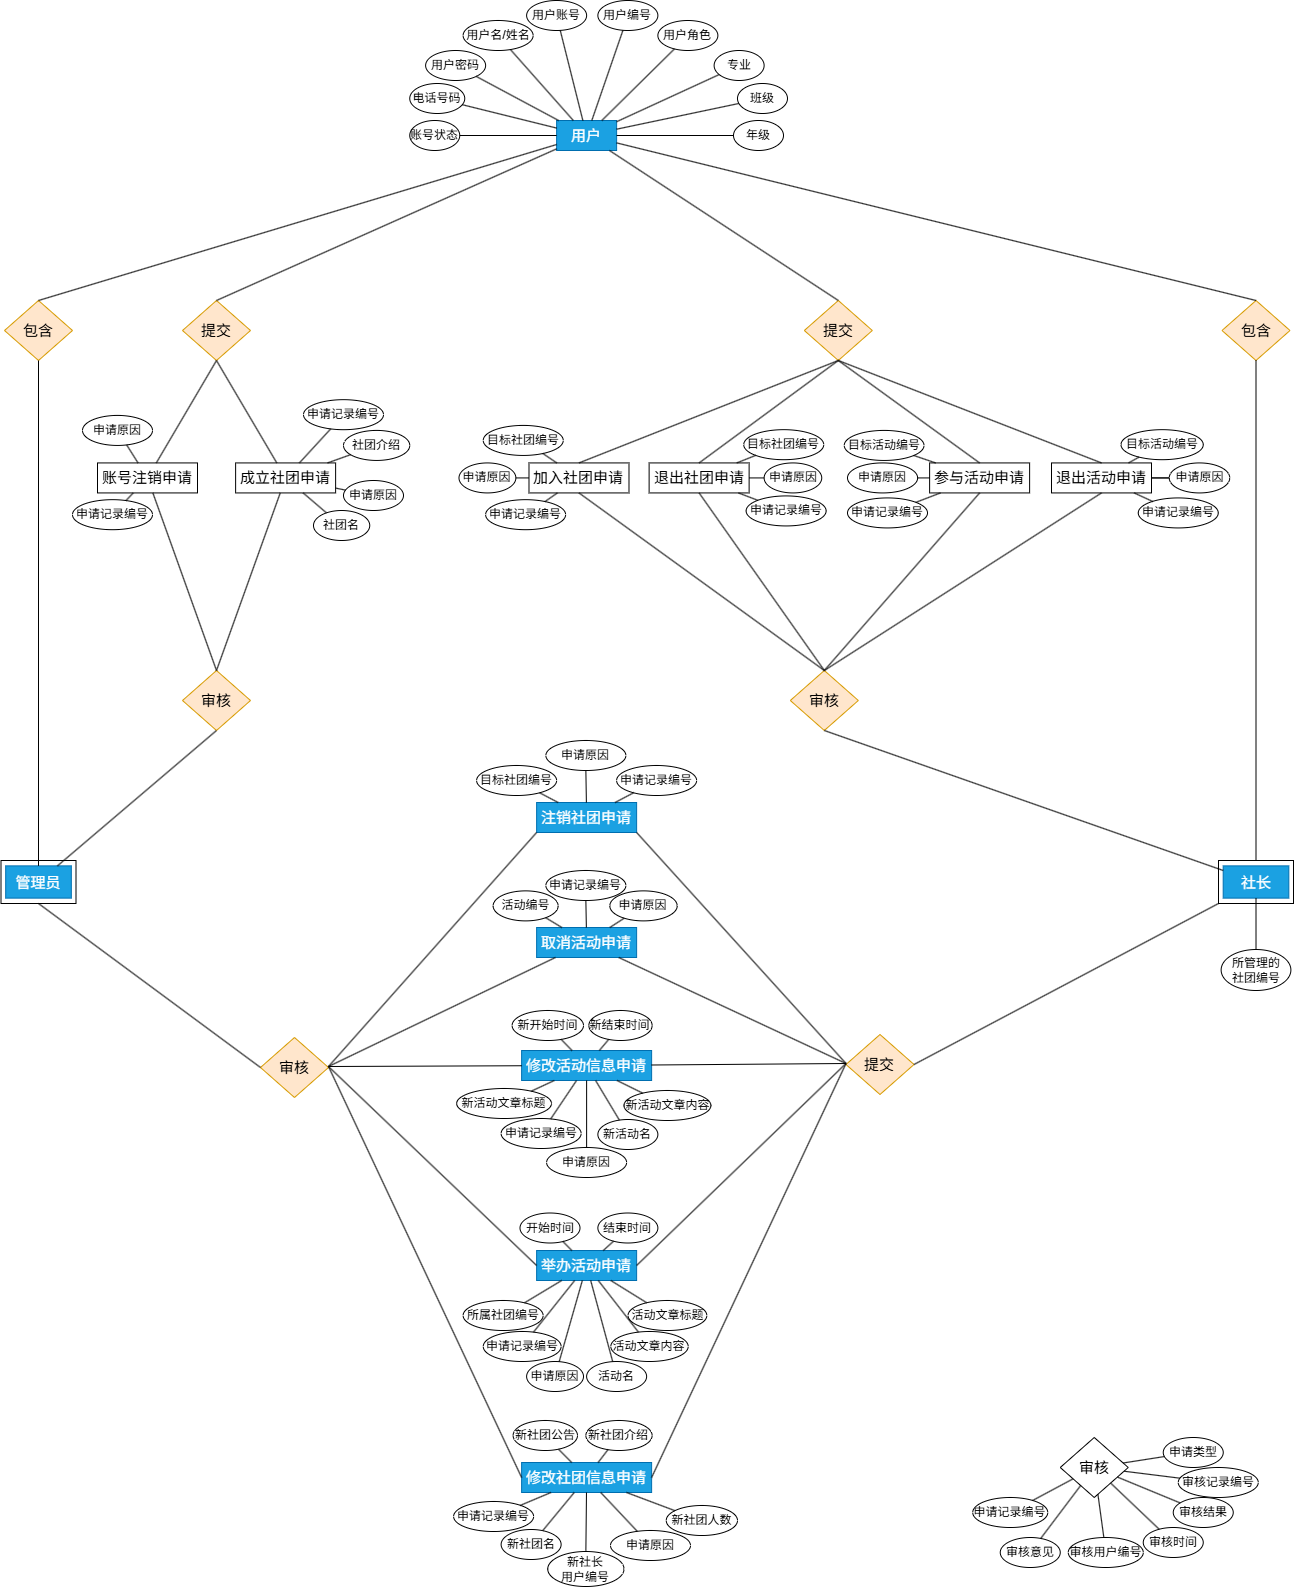 用户账号
用户编号
用户名/姓名
用户角色
用户密码
专业
电话号码
班级
账号状态
用户
年级
包含
提交
提交
包含
申请记录编号
申请原因
社团介绍
目标社团编号
目标社团编号
目标活动编号
目标活动编号
账号注销申请
成立社团申请
申请原因
加入社团申请
退出社团申请
申请原因
申请原因
参与活动申请
退出活动申请
申请原因
申请原因
申请记录编号
社团名
申请记录编号
申请记录编号
申请记录编号
申请记录编号
审核
审核
申请原因
目标社团编号
申请记录编号
注销社团申请
管理员
社长
申请记录编号
活动编号
申请原因
取消活动申请
所管理的
社团编号
新开始时间
新结束时间
审核
修改活动信息申请
提交
新活动文章标题
新活动文章内容
申请记录编号
新活动名
申请原因
开始时间
结束时间
举办活动申请
所属社团编号
活动文章标题
申请记录编号
活动文章内容
申请原因
活动名
新社团公告
新社团介绍
修改社团信息申请
申请记录编号
新社团人数
新社团名
申请原因
新社长
用户编号
审核
申请类型
审核记录编号
申请记录编号
审核结果
审核时间
审核意见
审核用户编号